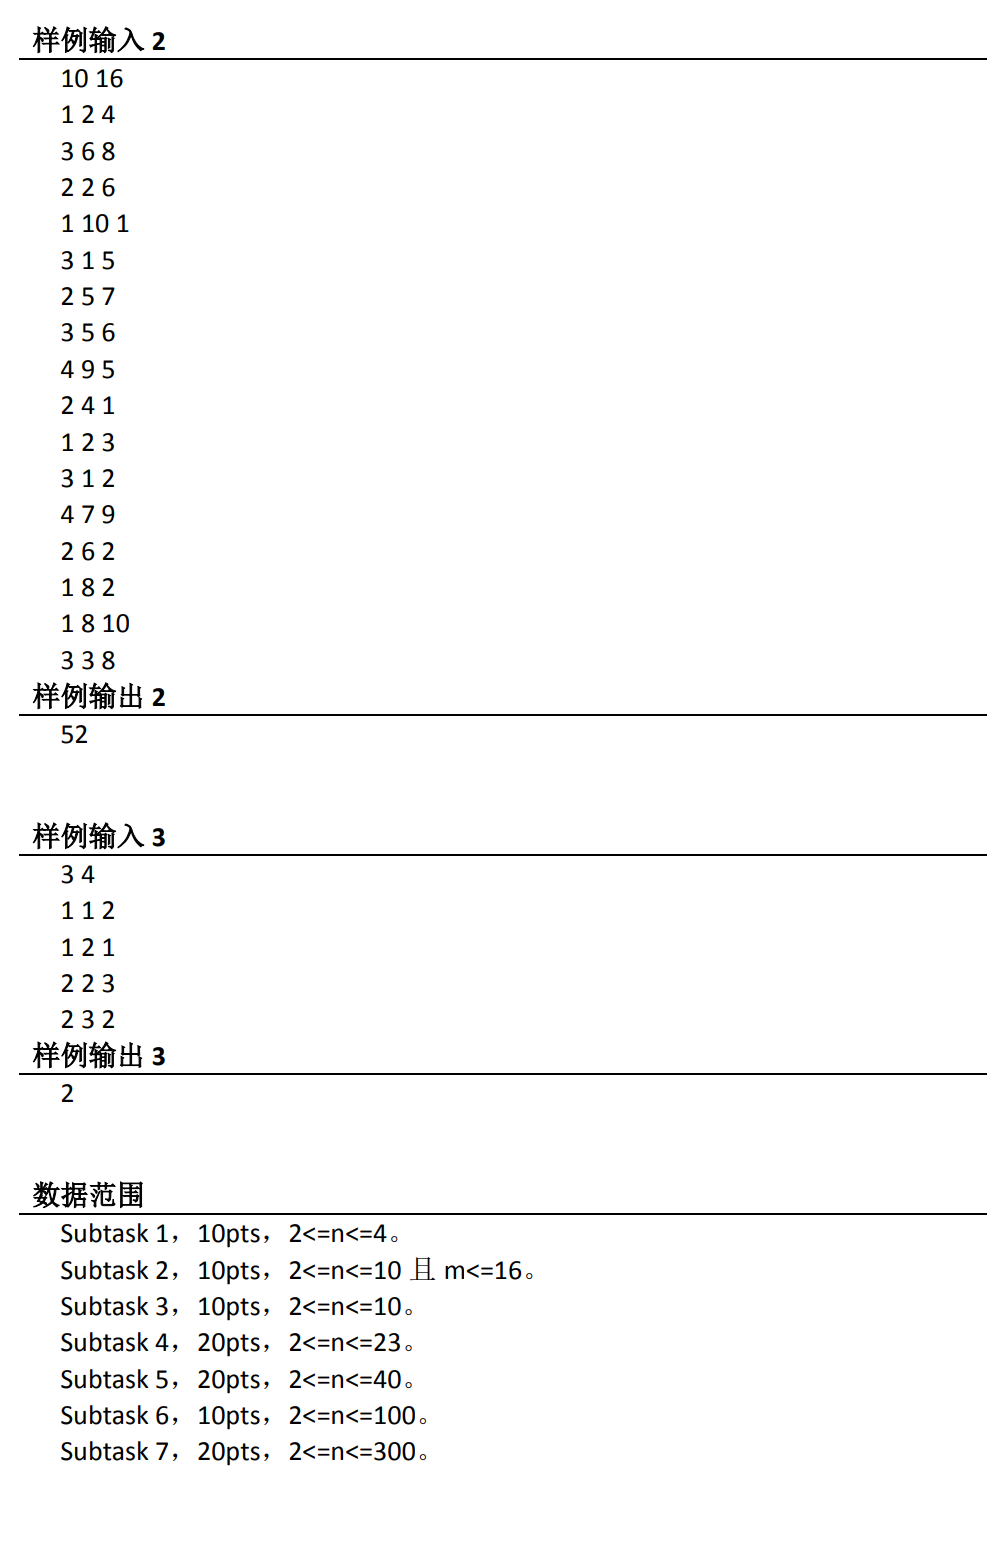 样例输入 2
10 16
1 2 4
3 6 8
2 2 6
1 10 1
3 1 5
2 5 7
3 5 6
4 9 5
2 4 1
1 2 3
3 1 2
4 7 9
2 6 2
1 8 2
1 8 10
3 3 8
样例输出 2
52
样例输入 3
3 4
1 1 2
1 2 1
2 2 3
2 3 2
样例输出 3
2
数据范围
Subtask 1，10pts，2<=n<=4。
Subtask 2，10pts，2<=n<=10 且 m<=16。
Subtask 3，10pts，2<=n<=10。
Subtask 4，20pts，2<=n<=23。
Subtask 5，20pts，2<=n<=40。
Subtask 6，10pts，2<=n<=100。
Subtask 7，20pts，2<=n<=300。